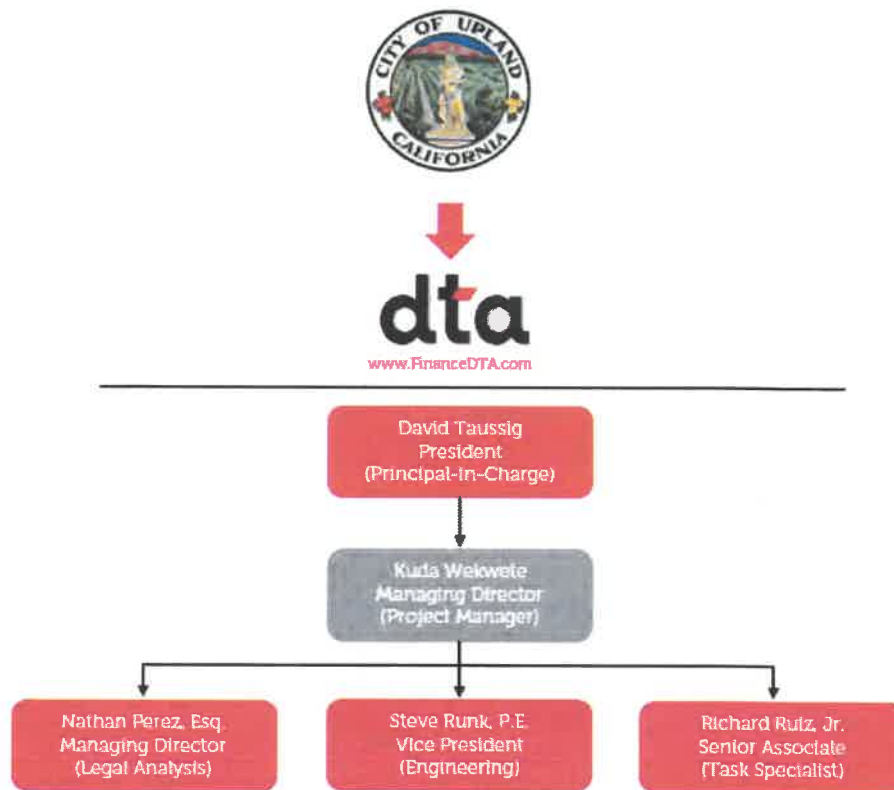 CITY OF UPLAND
CALIFORNIA
dta
www.FinanceDTA.com
David Taussig
President
(Principal-in-Charge)
Kuda Wekwete
Managing Director
(Project Manager)
Nathan Perez, Esq.
Managing Director
(Legal Analysis)
Steve Runk, P.E.
Vice President
(Engineering)
Richard Ruiz, Jr.
Senior Associate
(Task Specialist)